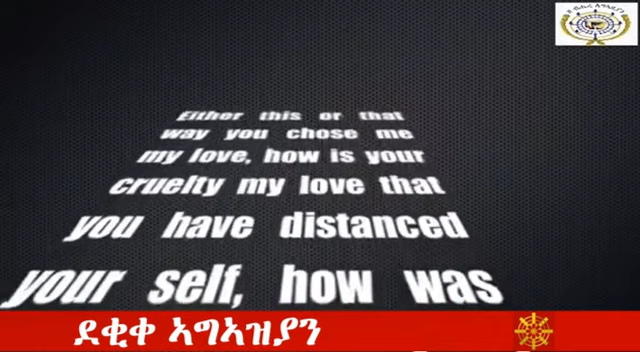 Either this or that
way you chose me
my love, how is your
cruelty my love that
you have distanced
your self, how was
ደቂቀ ኣግኣዝያን